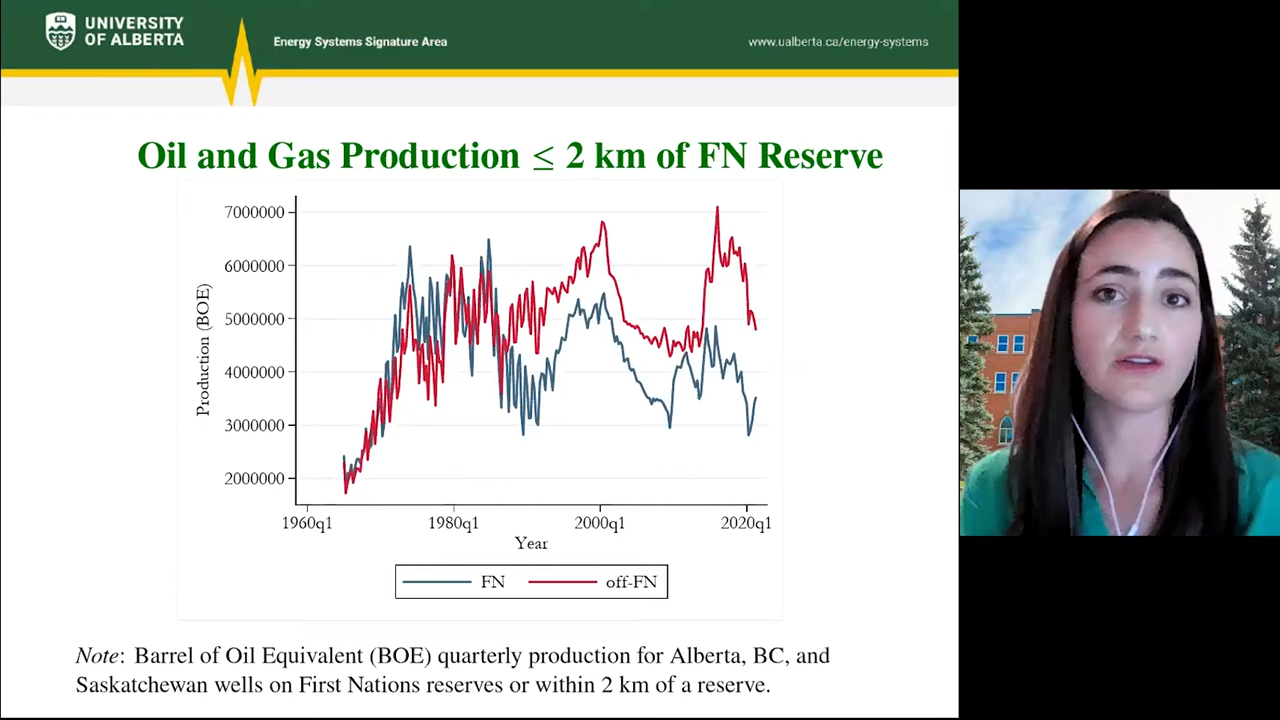 UNIVERSITY
OF ALBERTA
Energy Systems Signature Area
www.ualberta.ca/energy-systems
Oil and Gas Production ≤ 2 km of FN Reserve
7000000
6000000
5000000
4000000
3000000
2000000
Production (BOE)
1960q1 1980q1 2000q1 2020q1
Year
FN off-FN
Note: Barrel of Oil Equivalent (BOE) quarterly production for Alberta, BC, and
Saskatchewan wells on First Nations reserves or within 2 km of a reserve.